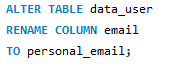 ALTER TABLE data_user
RENAME COLUMN email
TO personal_email;